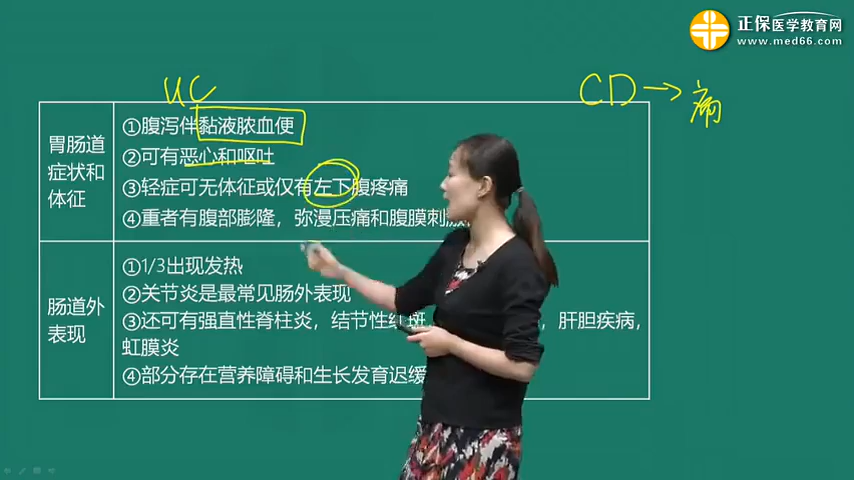 正保医学教育网
www.med66.com
UC
CD→痛
胃肠道
症状和
体征
①腹泻伴黏液脓血便
②可有恶心和呕吐
③轻症可无体征或仅有左下腹疼痛
④重者有腹部膨隆，弥漫压痛和腹膜刺激
肠道外
表现
①1/3出现发热
②关节炎是最常见肠外表现
③还可有强直性脊柱炎，结节性红斑 肝胆疾病，
虹膜炎
④部分存在营养障碍和生长发育迟缓